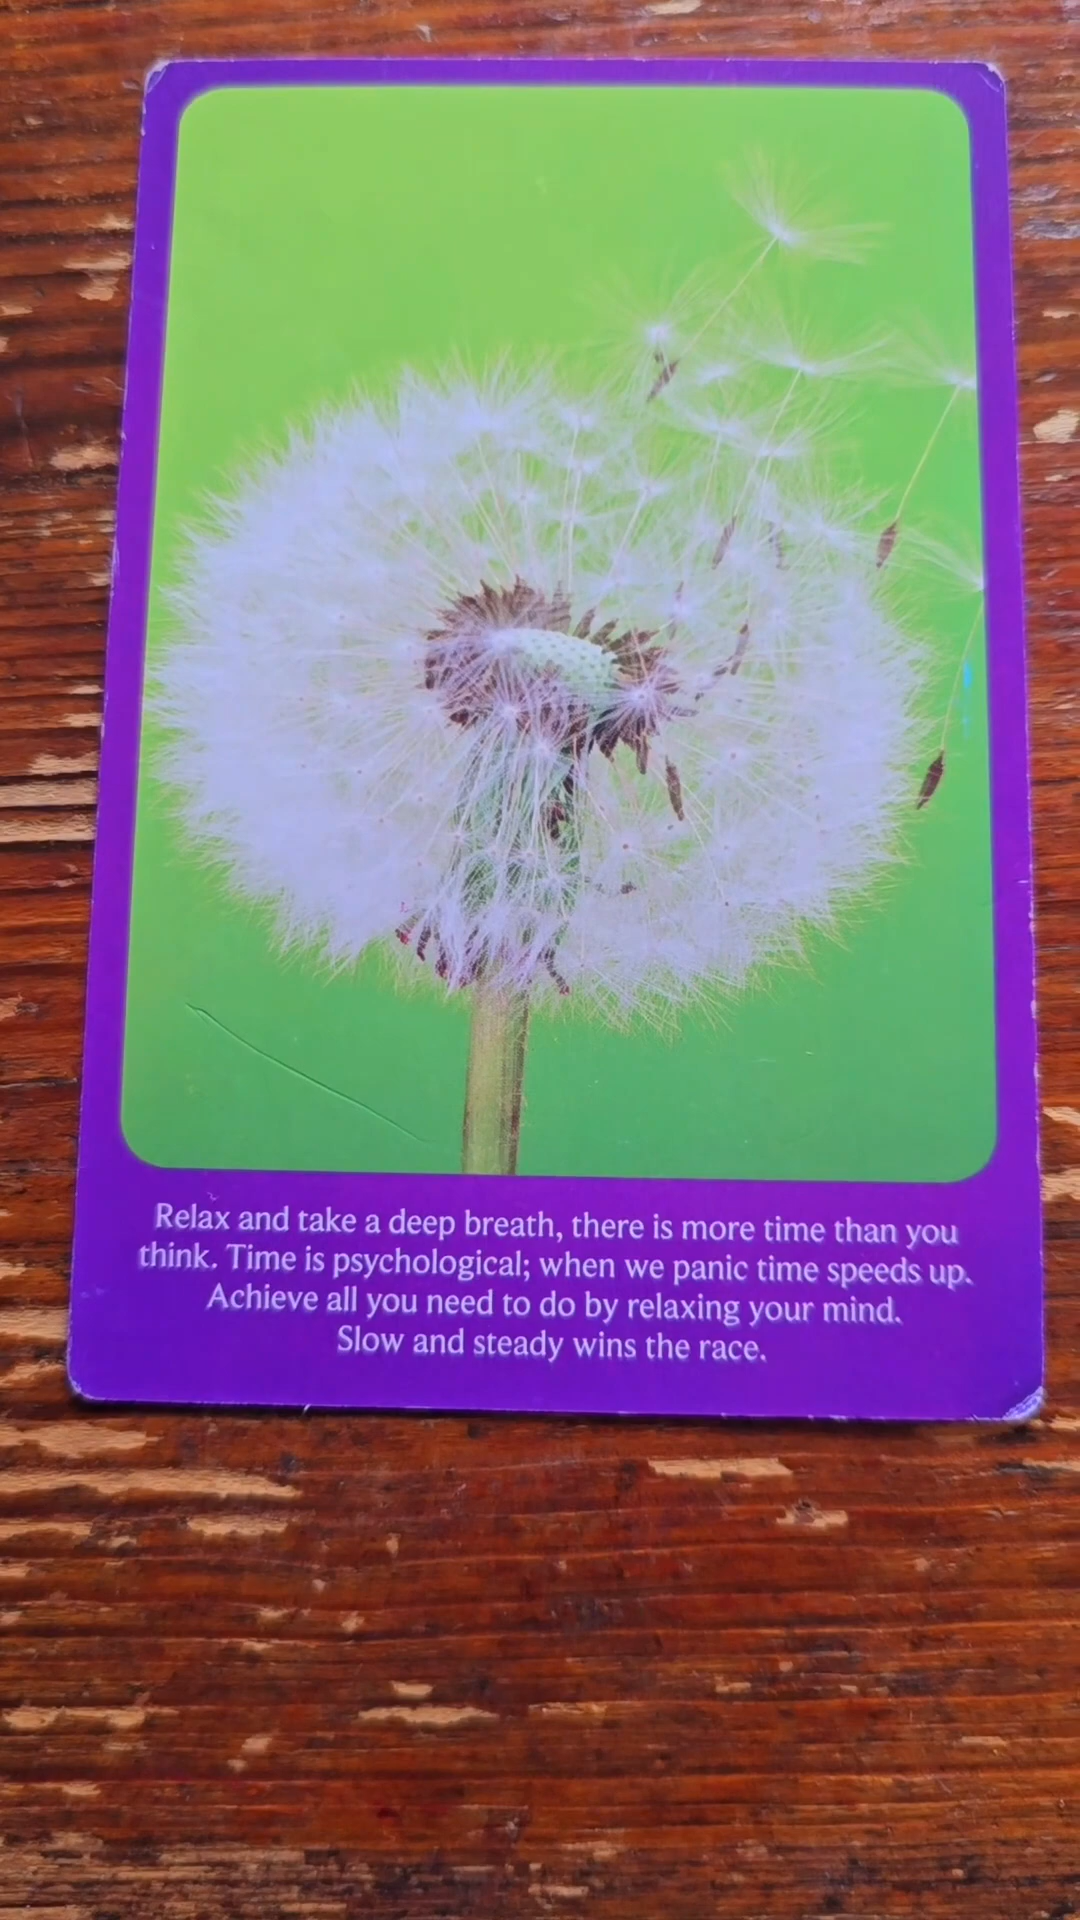 Relax and take a deep breath, there is more time than you
think. Time is psychological; when we panic time speeds up.
Achieve all you need to do by relaxing your mind.
Slow and steady wins the race.